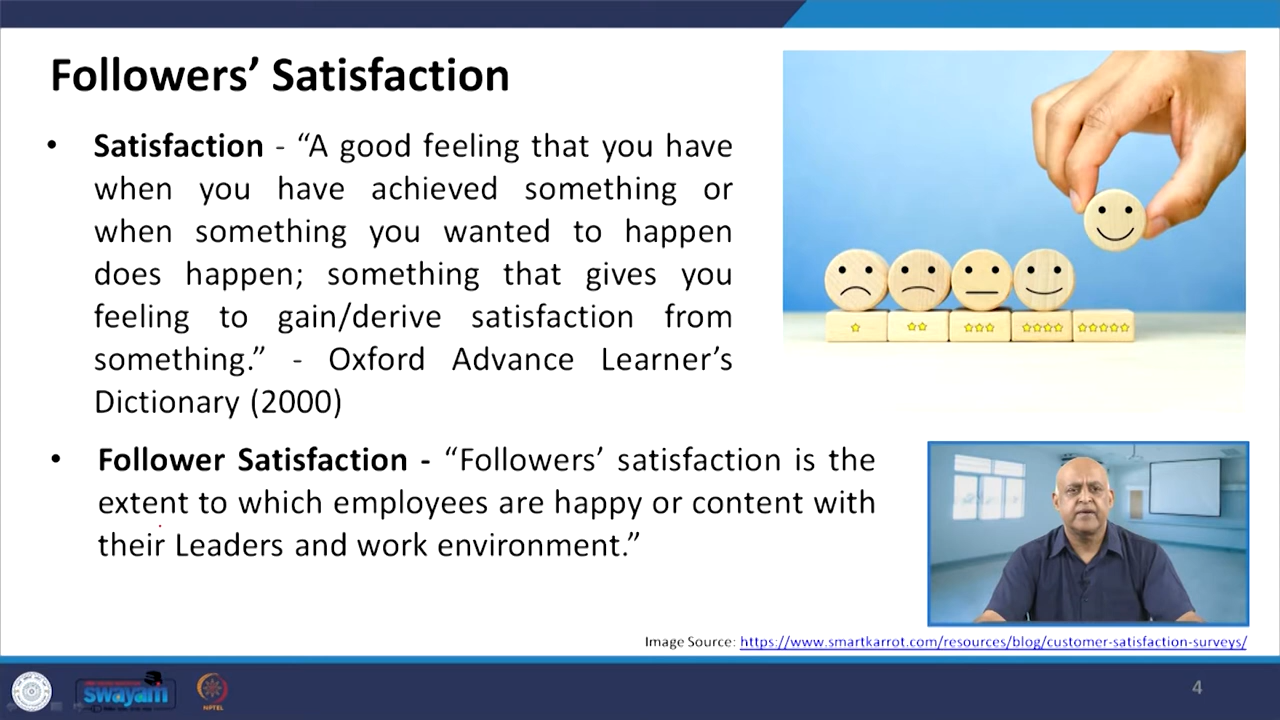 Followers’ Satisfaction
• Satisfaction - “A good feeling that you have
when you have achieved something or
when something you wanted to happen
does happen; something that gives you
feeling to gain/derive satisfaction from
something.” - Oxford Advance Learner’s
Dictionary (2000)
• Follower Satisfaction - “Followers’ satisfaction is the
extent to which employees are happy or content with
their Leaders and work environment.”
Image Source: https://www.smartkarrot.com/resources/blog/customer-satisfaction-surveys/
swayam
NPTEL
4